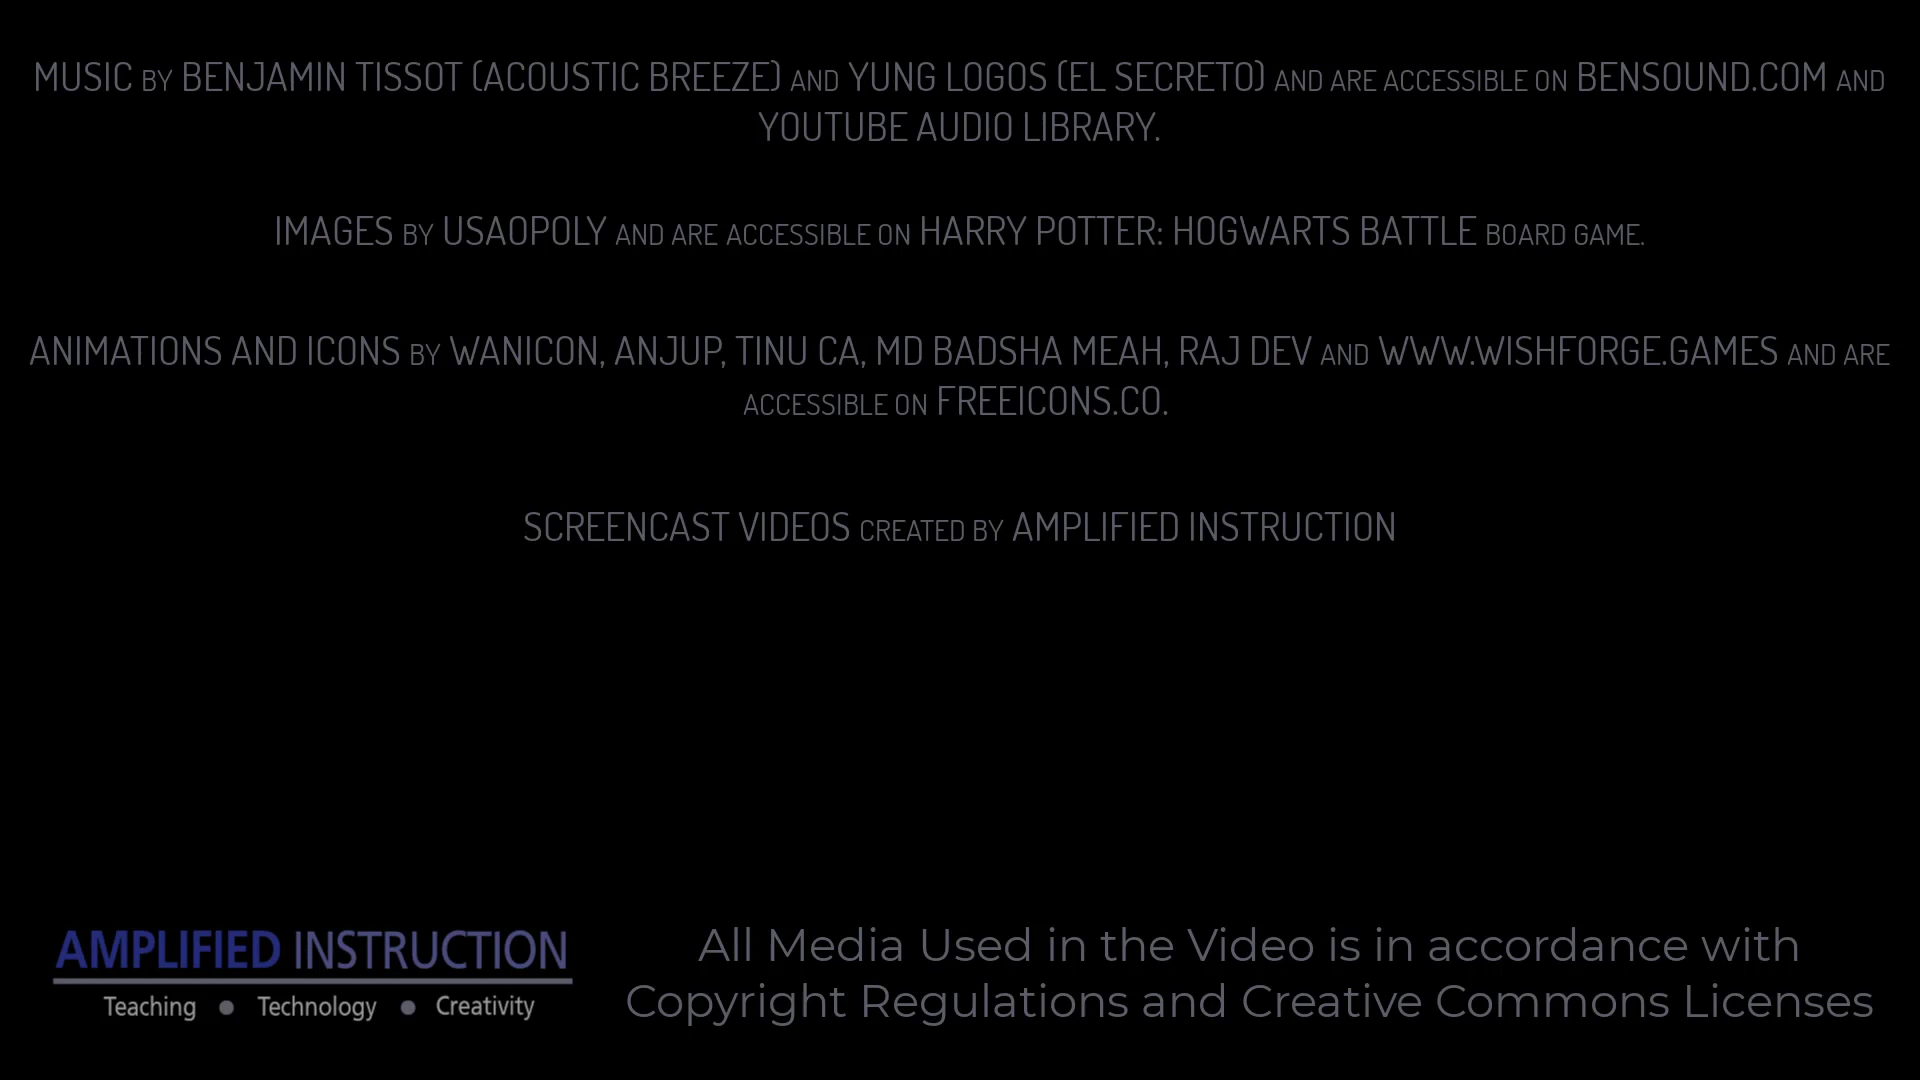 MUSIC BY BENJAMIN TISSOT (ACOUSTIC BREEZE) AND YUNG LOGOS (EL SECRETO) AND ARE ACCESSIBLE ON BENSOUND.COM AND
YOUTUBE AUDIO LIBRARY.
IMAGES BY USAOPOLY AND ARE ACCESSIBLE ON HARRY POTTER: HOGWARTS BATTLE BOARD GAME.
ANIMATIONS AND ICONS BY WANICON, ANJUP, TINU CA, MD BADSHA MEAH, RAJ DEV AND WWW.WISHFORGE.GAMES AND ARE
ACCESSIBLE ON FREEICONS.CO.
SCREENCAST VIDEOS CREATED BY AMPLIFIED INSTRUCTION
AMPLIFIED INSTRUCTION
Teaching • Technology • Creativity
All Media Used in the Video is in accordance with
Copyright Regulations and Creative Commons Licenses